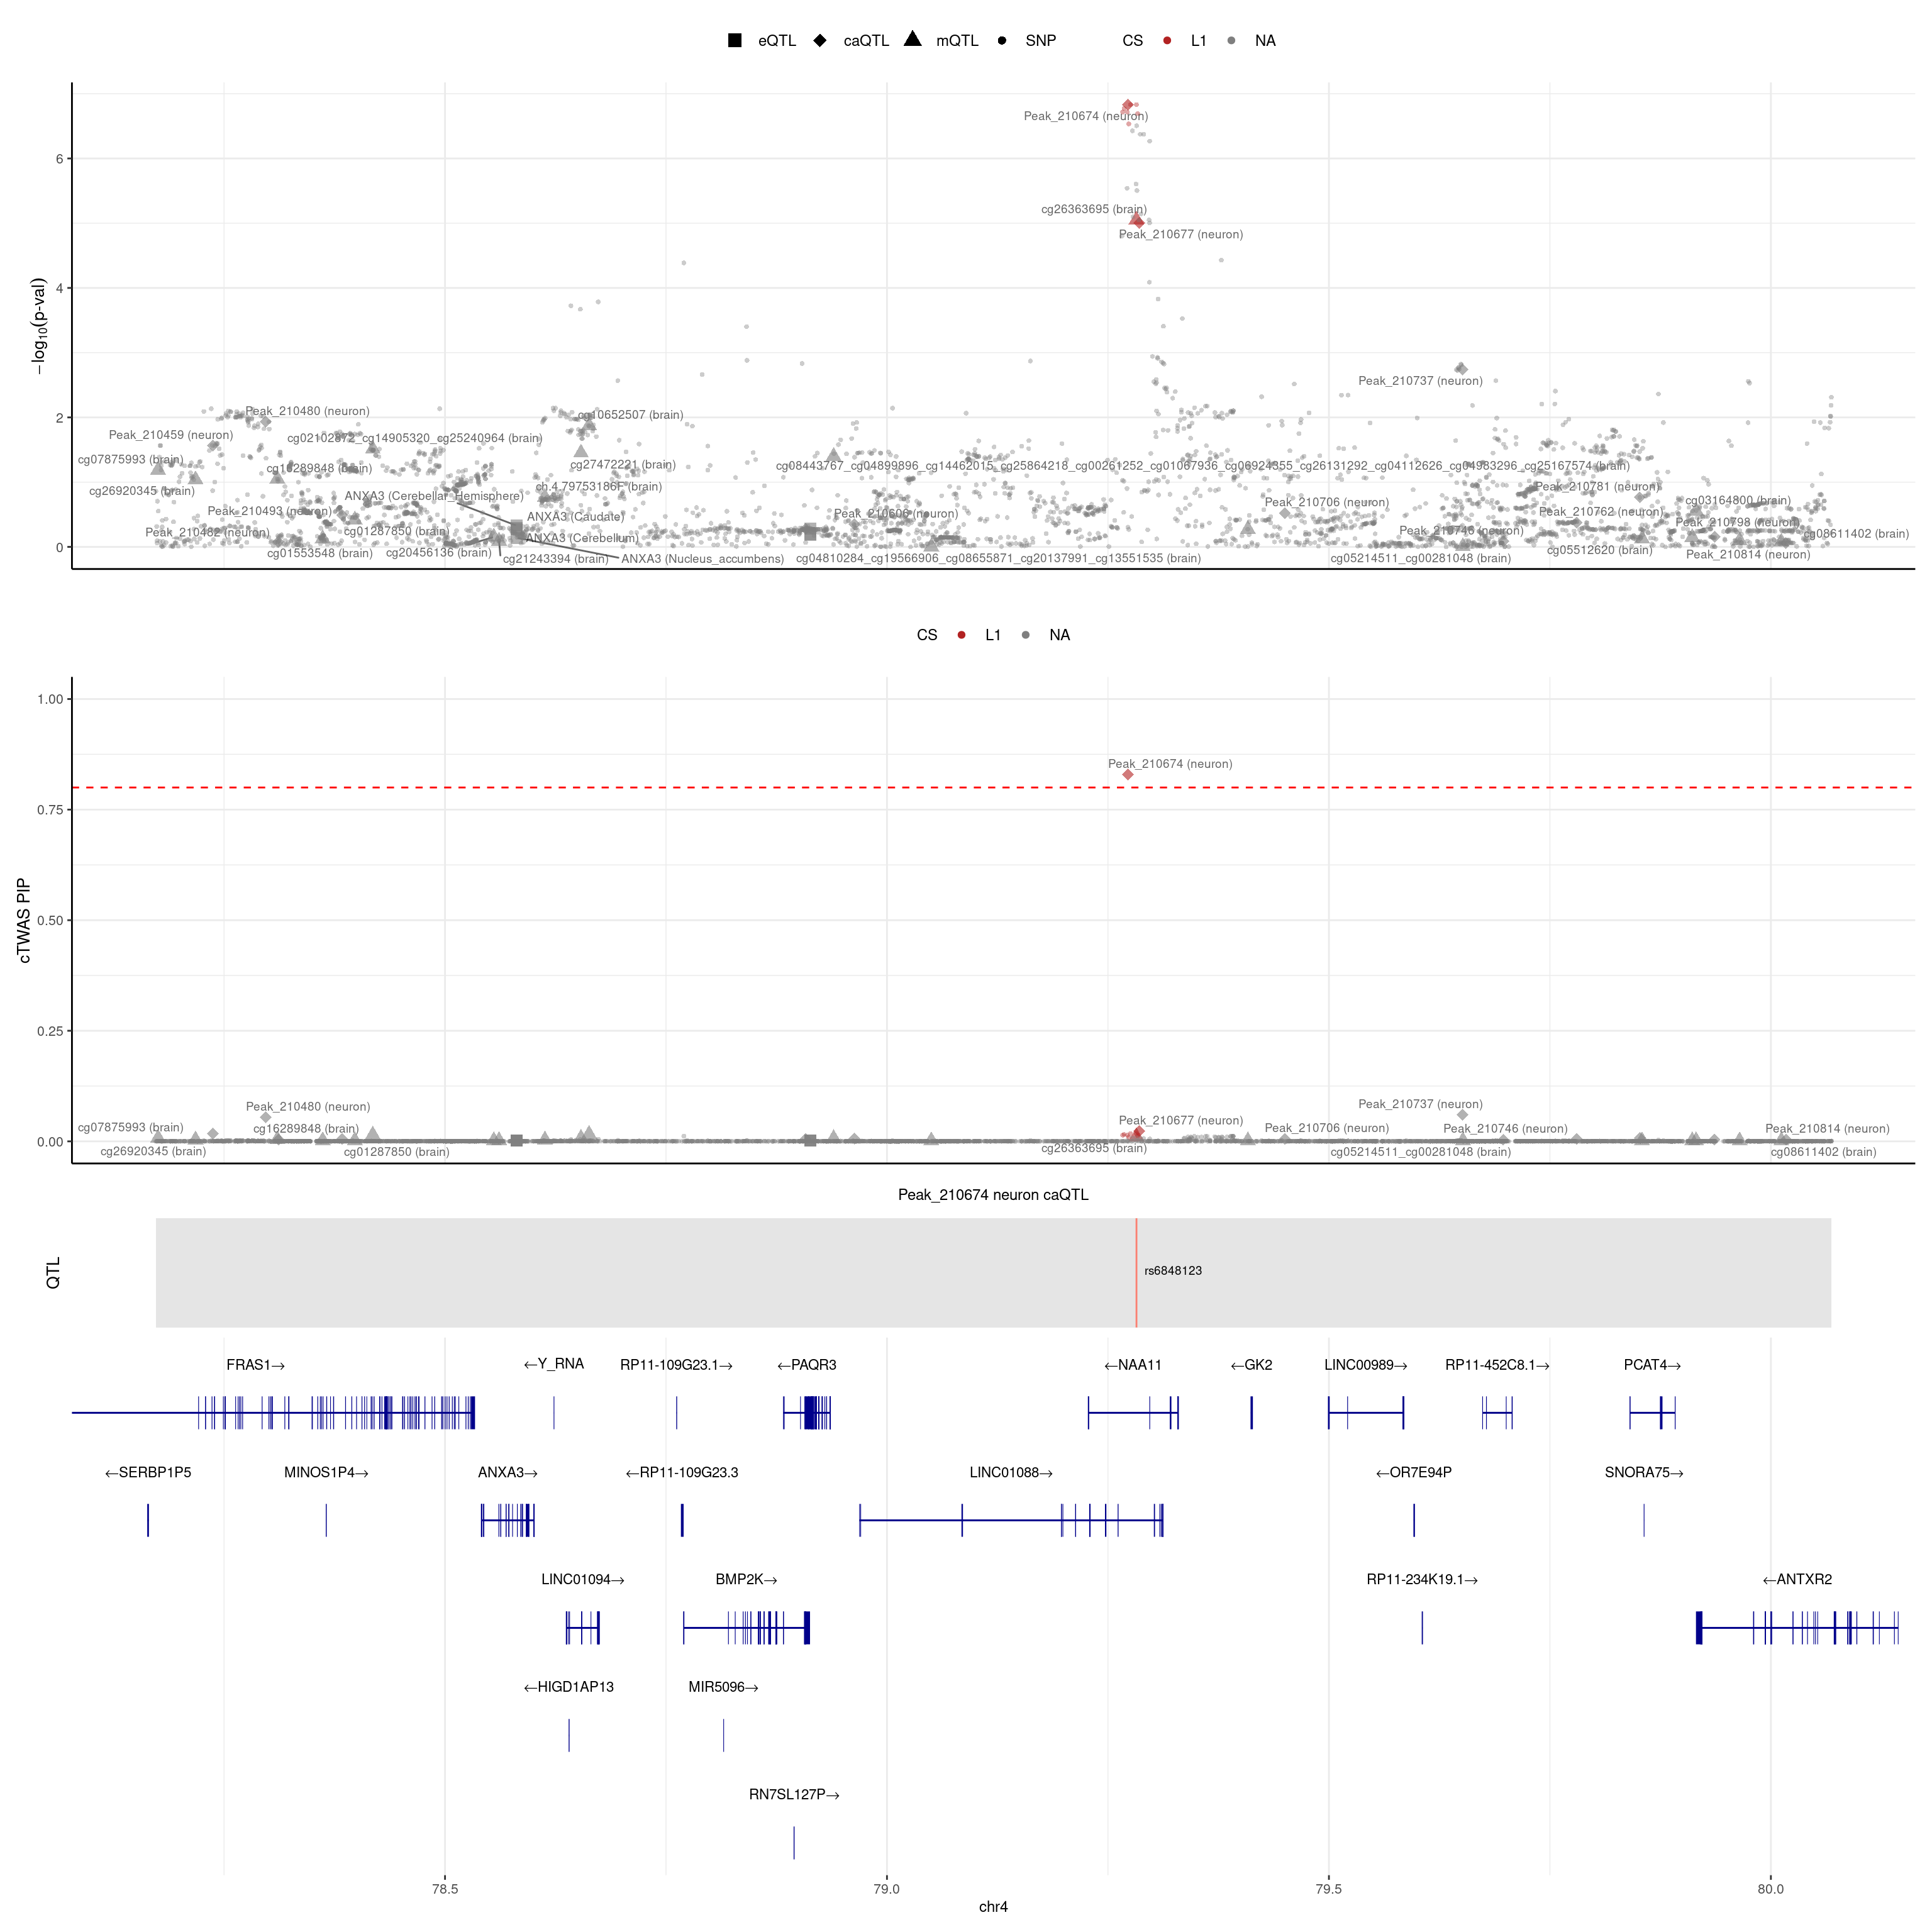 eQTL caQTL mQTL SNP CS L1 NA
−log10(p-val)
6
4
2
0
Peak_210674 (neuron)
cg26363695 (brain)
Peak_210677 (neuron)
Peak_210737 (neuron)
Peak_210480 (neuron)
cg10652507 (brain)
Peak_210459 (neuron)
cg02102872_cg14905320_cg25240964 (brain)
cg07875993 (brain)
cg16289848 (brain)
cg27472221 (brain)
cg08443767_cg04899896_cg14462015_cg25864218_cg00261252_cg01067936_cg06924355_cg26131292_cg04112626_cg04983296_cg25167574 (brain)
cg26920345 (brain)
ch.4.79753186F (brain)
Peak_210781 (neuron)
ANXA3 (Cerebellar_Hemisphere)
Peak_210706 (neuron)
cg03164800 (brain)
Peak_210493 (neuron)
ANXA3 (Caudate)
Peak_210606 (neuron)
Peak_210762 (neuron)
Peak_210798 (neuron)
Peak_210482 (neuron)
cg01287850 (brain)
ANXA3 (Cerebellum)
Peak_210746 (neuron)
cg08611402 (brain)
cg01553548 (brain)
cg20456136 (brain)
cg21243394 (brain)
ANXA3 (Nucleus_accumbens)
cg04810284_cg19566906_cg08655871_cg20137991_cg13551535 (brain)
cg05214511_cg00281048 (brain)
cg05512620 (brain)
Peak_210814 (neuron)
CS L1 NA
cTWAS PIP
1.00
0.75
0.50
0.25
0.00
Peak_210674 (neuron)
Peak_210480 (neuron)
Peak_210737 (neuron)
cg07875993 (brain)
cg16289848 (brain)
Peak_210677 (neuron)
Peak_210706 (neuron)
Peak_210746 (neuron)
Peak_210814 (neuron)
cg26920345 (brain)
cg01287850 (brain)
cg26363695 (brain)
cg05214511_cg00281048 (brain)
cg08611402 (brain)
Peak_210674 neuron caQTL
QTL
rs6848123
FRAS1→ ←Y_RNA RP11-109G23.1→ ←PAQR3 ←NAA11 ←GK2 LINC00989→ RP11-452C8.1→ PCAT4→
←SERBP1P5 MINOS1P4→ ANXA3→ ←RP11-109G23.3 LINC01088→ ←OR7E94P SNORA75→
LINC01094→ BMP2K→ RP11-234K19.1→ ←ANTXR2
←HIGD1AP13 MIR5096→
RN7SL127P→
78.5 79.0 79.5 80.0
chr4